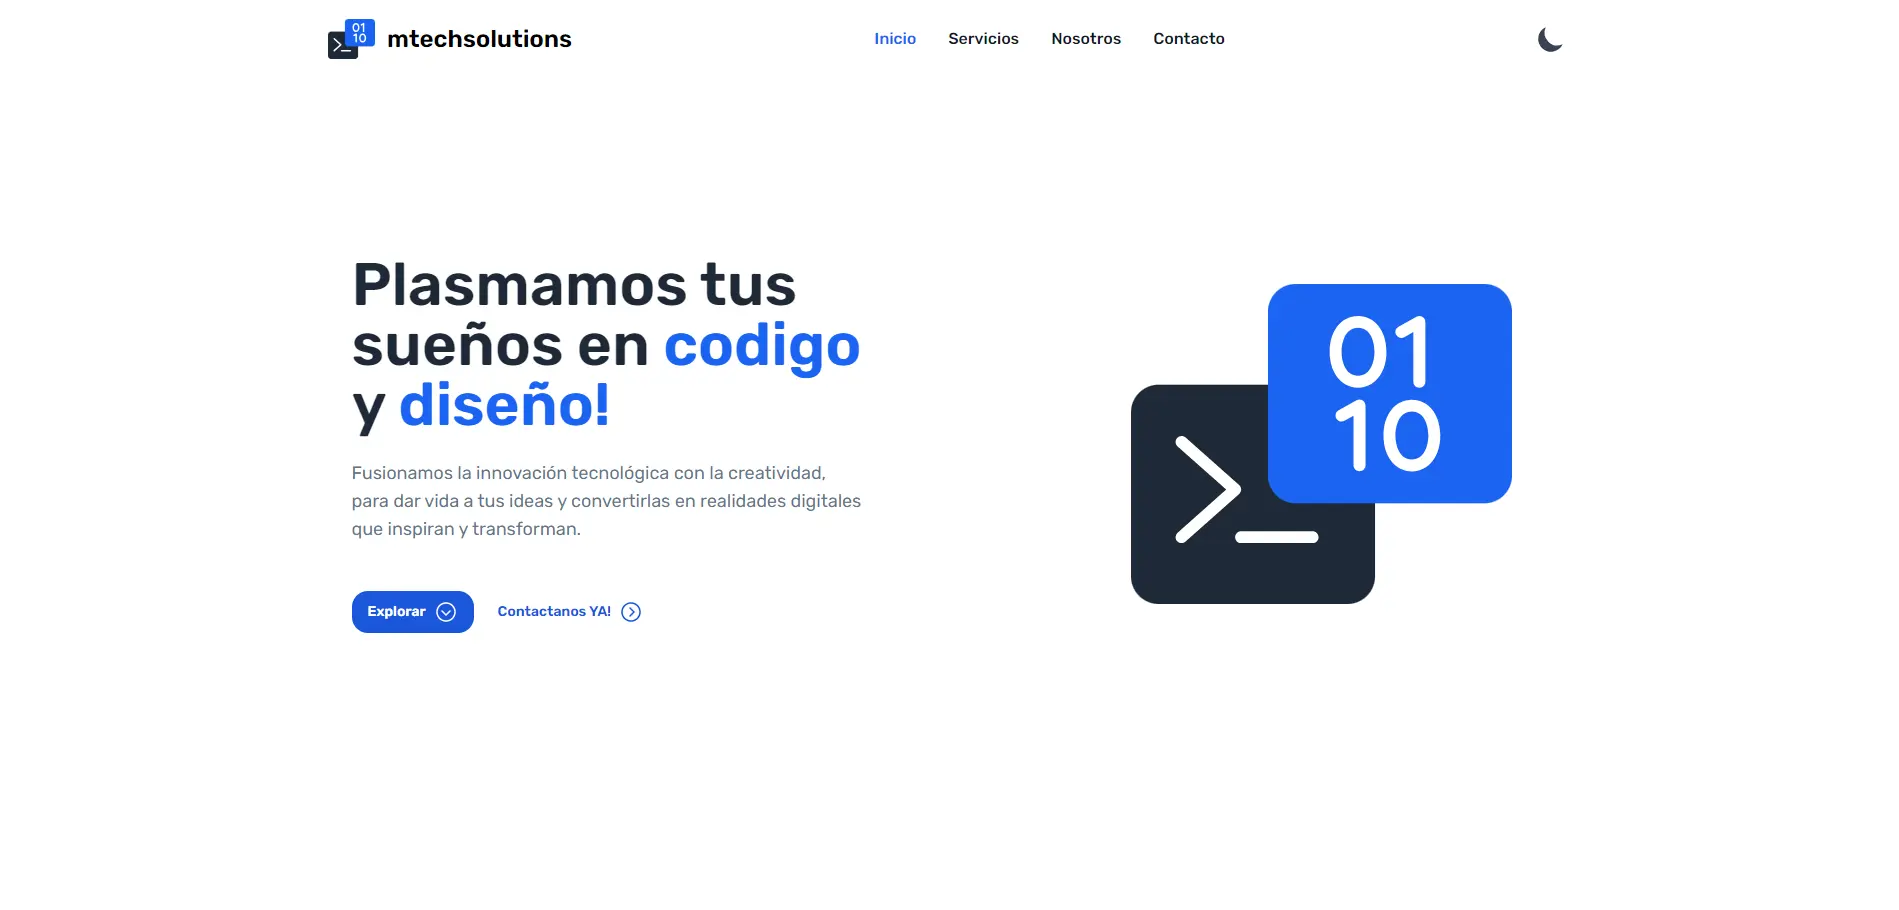 01
10
mtechsolutions
Inicio
Servicios
Nosotros
Contacto
Plasmamos tus
sueños en codigo
y diseño!
Fusionamos la innovación tecnológica con la creatividad,
para dar vida a tus ideas y convertirlas en realidades digitales
que inspiran y transforman.
Explorar
Contactanos YA!
01
10
>_